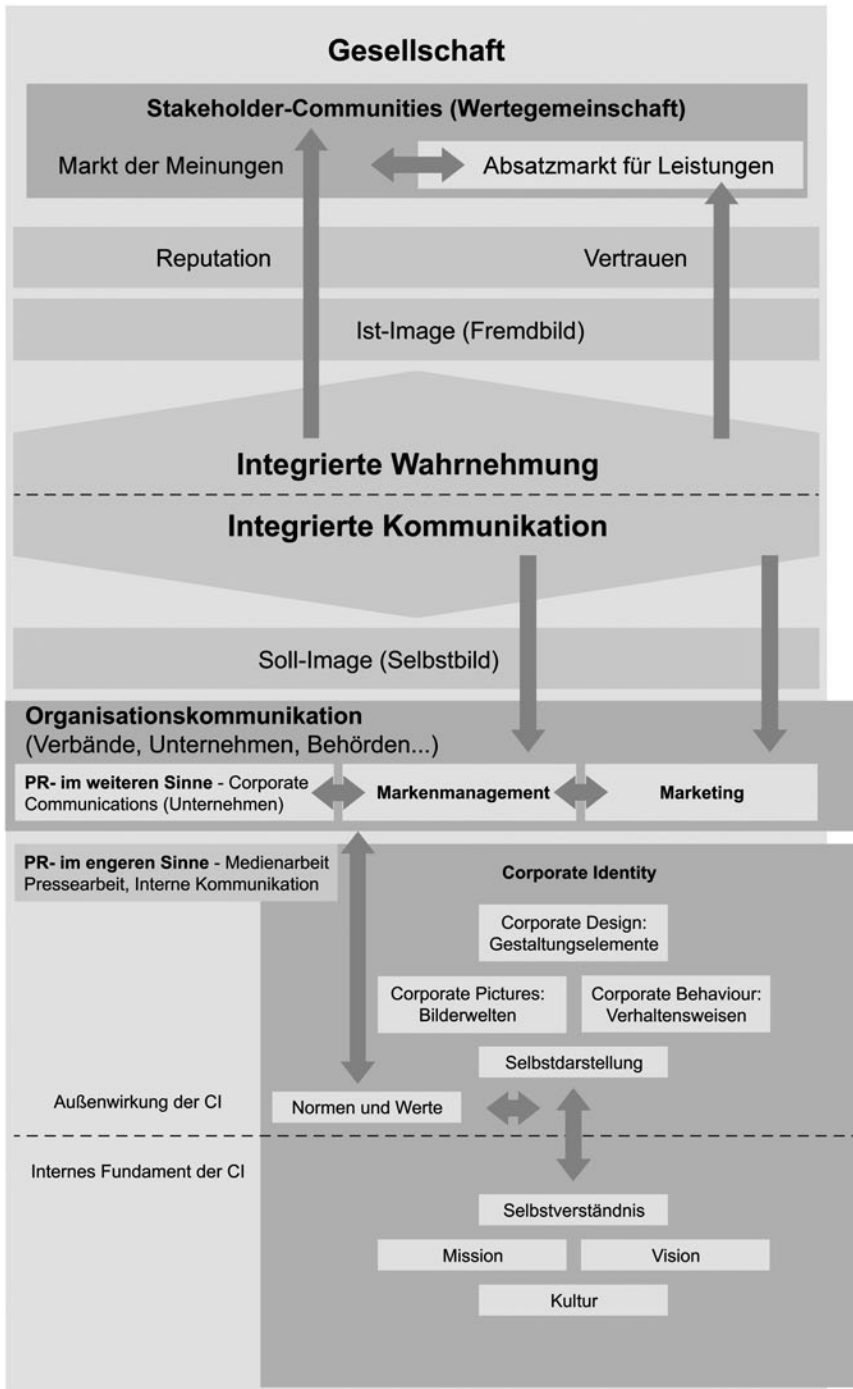 Gesellschaft
Stakeholder-Communities (Wertegemeinschaft)
Markt der Meinungen
Absatzmarkt für Leistungen
Reputation
Vertrauen
Ist-Image (Fremdbild)
Integrierte Wahrnehmung
Integrierte Kommunikation
Soll-Image (Selbstbild)
Organisationskommunikation
(Verbände, Unternehmen, Behörden...)
PR- im weiteren Sinne - Corporate
Communications (Unternehmen)
Markenmanagement
Marketing
PR- im engeren Sinne - Medienarbeit
Pressearbeit, Interne Kommunikation
Corporate Identity
Corporate Design:
Gestaltungselemente
Corporate Pictures:
Bilderwelten
Corporate Behaviour:
Verhaltensweisen
Selbstdarstellung
Außenwirkung der CI
Normen und Werte
Internes Fundament der CI
Selbstverständnis
Mission
Vision
Kultur